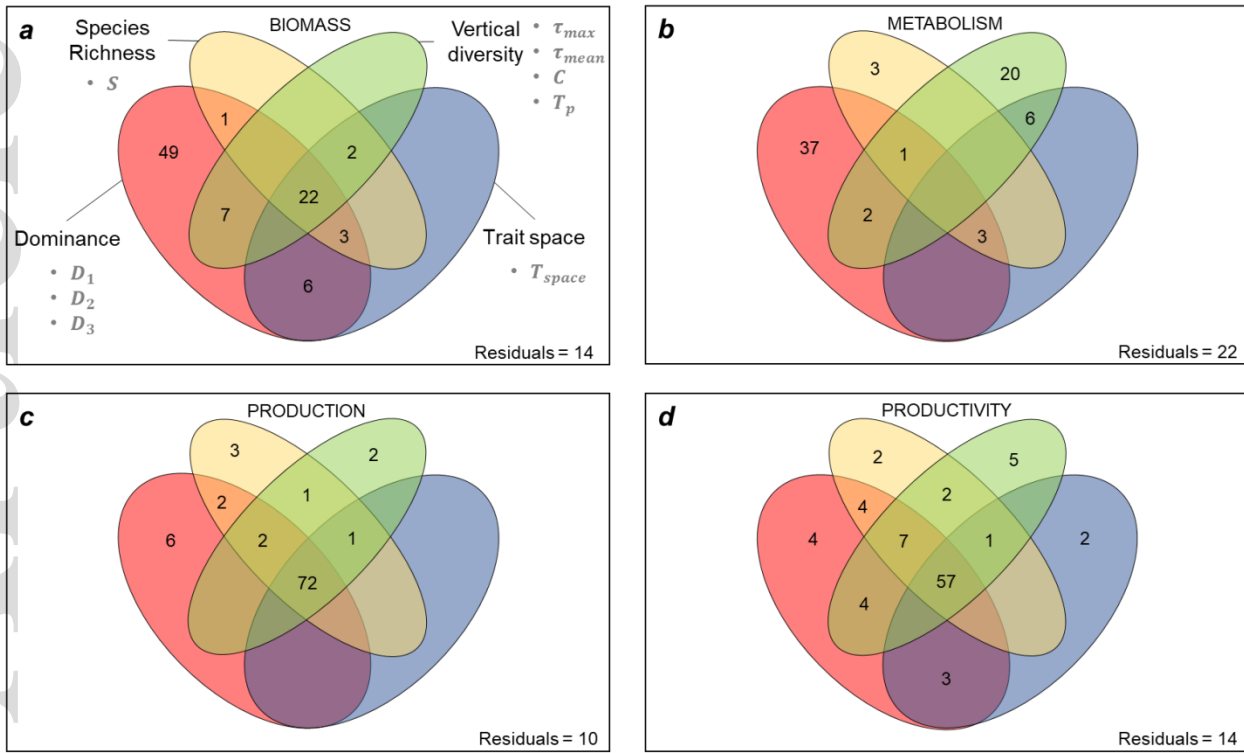 a
BIOMASS
Species
Richness
• S
Vertical
diversity
• τmax
• τmean
• C
• Tp
1
49
2
22
7
3
6
Dominance
• D1
• D2
• D3
Trait space
• Tspace
Residuals = 14
b
METABOLISM
3
20
6
37
1
2
3
Residuals = 22
c
PRODUCTION
3
2
2
1
6
2
1
72
Residuals = 10
d
PRODUCTIVITY
2
5
4
2
4
7
1
2
57
4
3
Residuals = 14